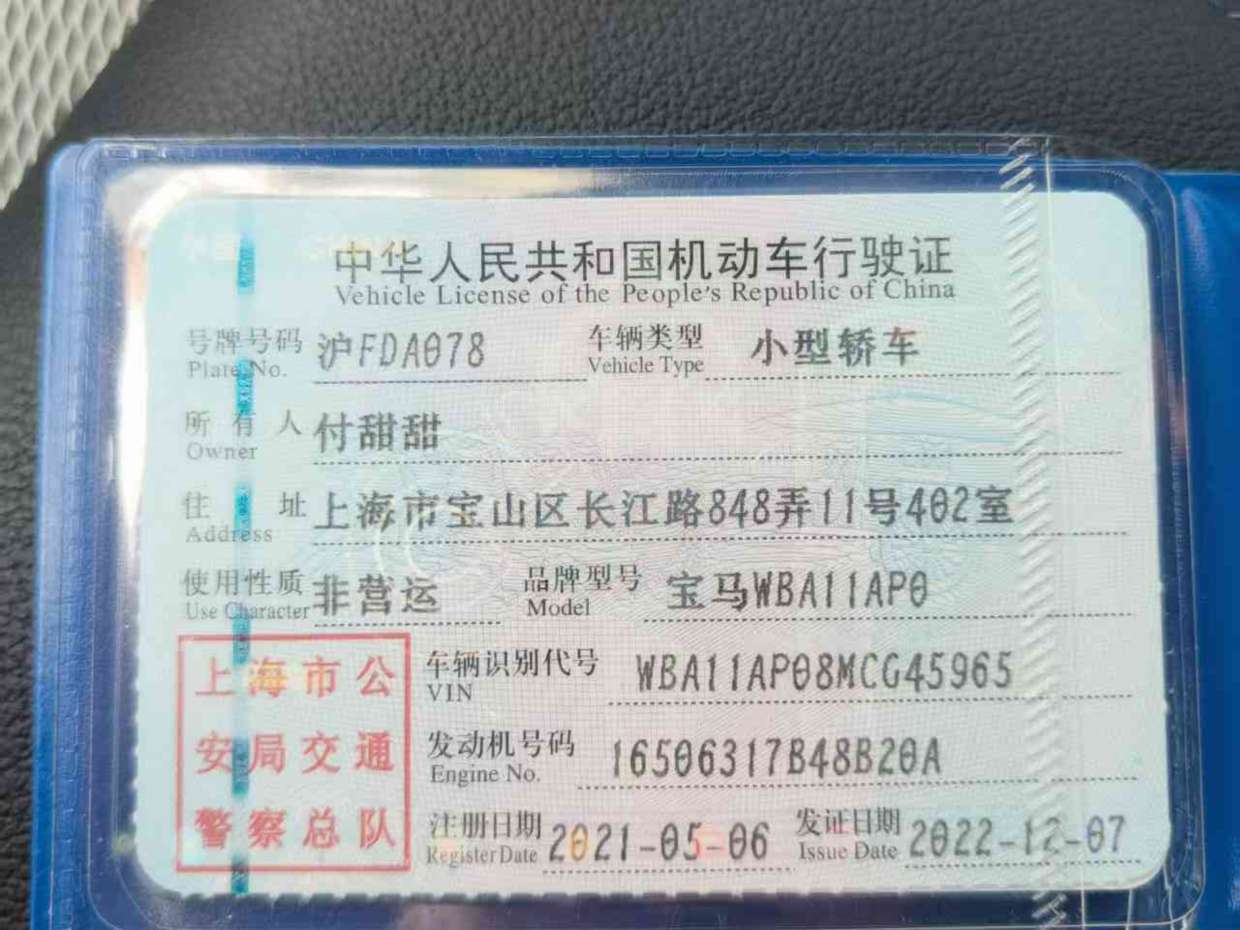 中华人民共和国机动车行驶证
Vehicle License of the People's Republic of China
号牌号码 沪FDA078 车辆类型 小型轿车
Plate No. Vehicle Type
所有人 付甜甜
Owner
住址 上海市宝山区长江路848弄11号402室
Address
使用性质 非营运 品牌型号 宝马WBA11AP0
Use Character Model
上海市公 车辆识别代号 WBA11AP08MCG45965
VIN
安局交通 发动机号码 16506317B48B20A
Engine No.
警察总队 注册日期 2021-05-06 发证日期 2022-12-07
Register Date Issue Date